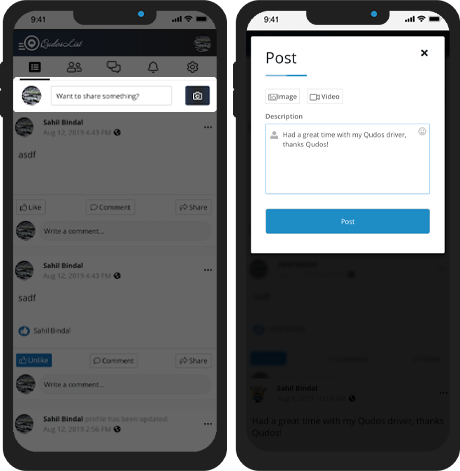 9:41
QudosList
Want to share something?
Sahil Bindal
Aug 12, 2019 4:43 PM
asdf
Like
Comment
Share
Write a comment...
Sahil Bindal
Aug 12, 2019 4:43 PM
sadf
Sahil Bindal
Unlike
Comment
Share
Write a comment...
Sahil Bindal profile has been updated.
Aug 12, 2019 2:56 PM
9:41
Post
Image
Video
Description
Had a great time with my Qudos driver,
thanks Qudos!
Post
sadf
Sahil Bindal
Had a great time with my Qudos driver, thanks
Qudos!